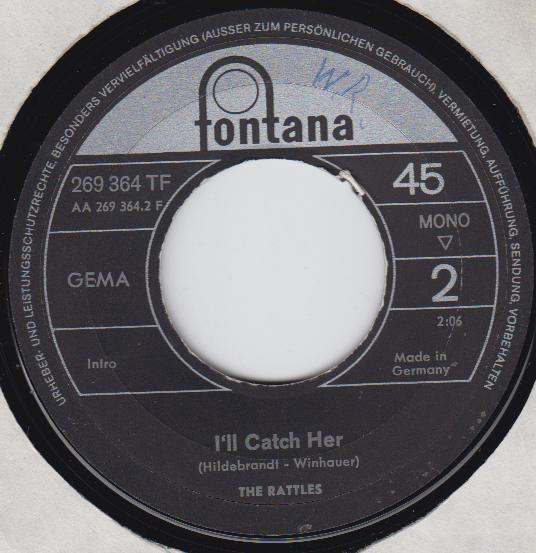 URHEBER- UND LEISTUNGSSCHUTZRECHTE, BESONDERS VERVIELFÄLTIGUNG (AUSSER ZUM PERSÖNLICHEN GEBRAUCH), VERMIETUNG, AUFFÜHRUNG, SENDUNG, VORBEHALTEN
W.R.
fontana
269 364 TF
AA 269 364.2 F
45
MONO
▽
GEMA
2
2:06
Intro
Made in
Germany
I'll Catch Her
(Hildebrandt - Winhauer)
THE RATTLES